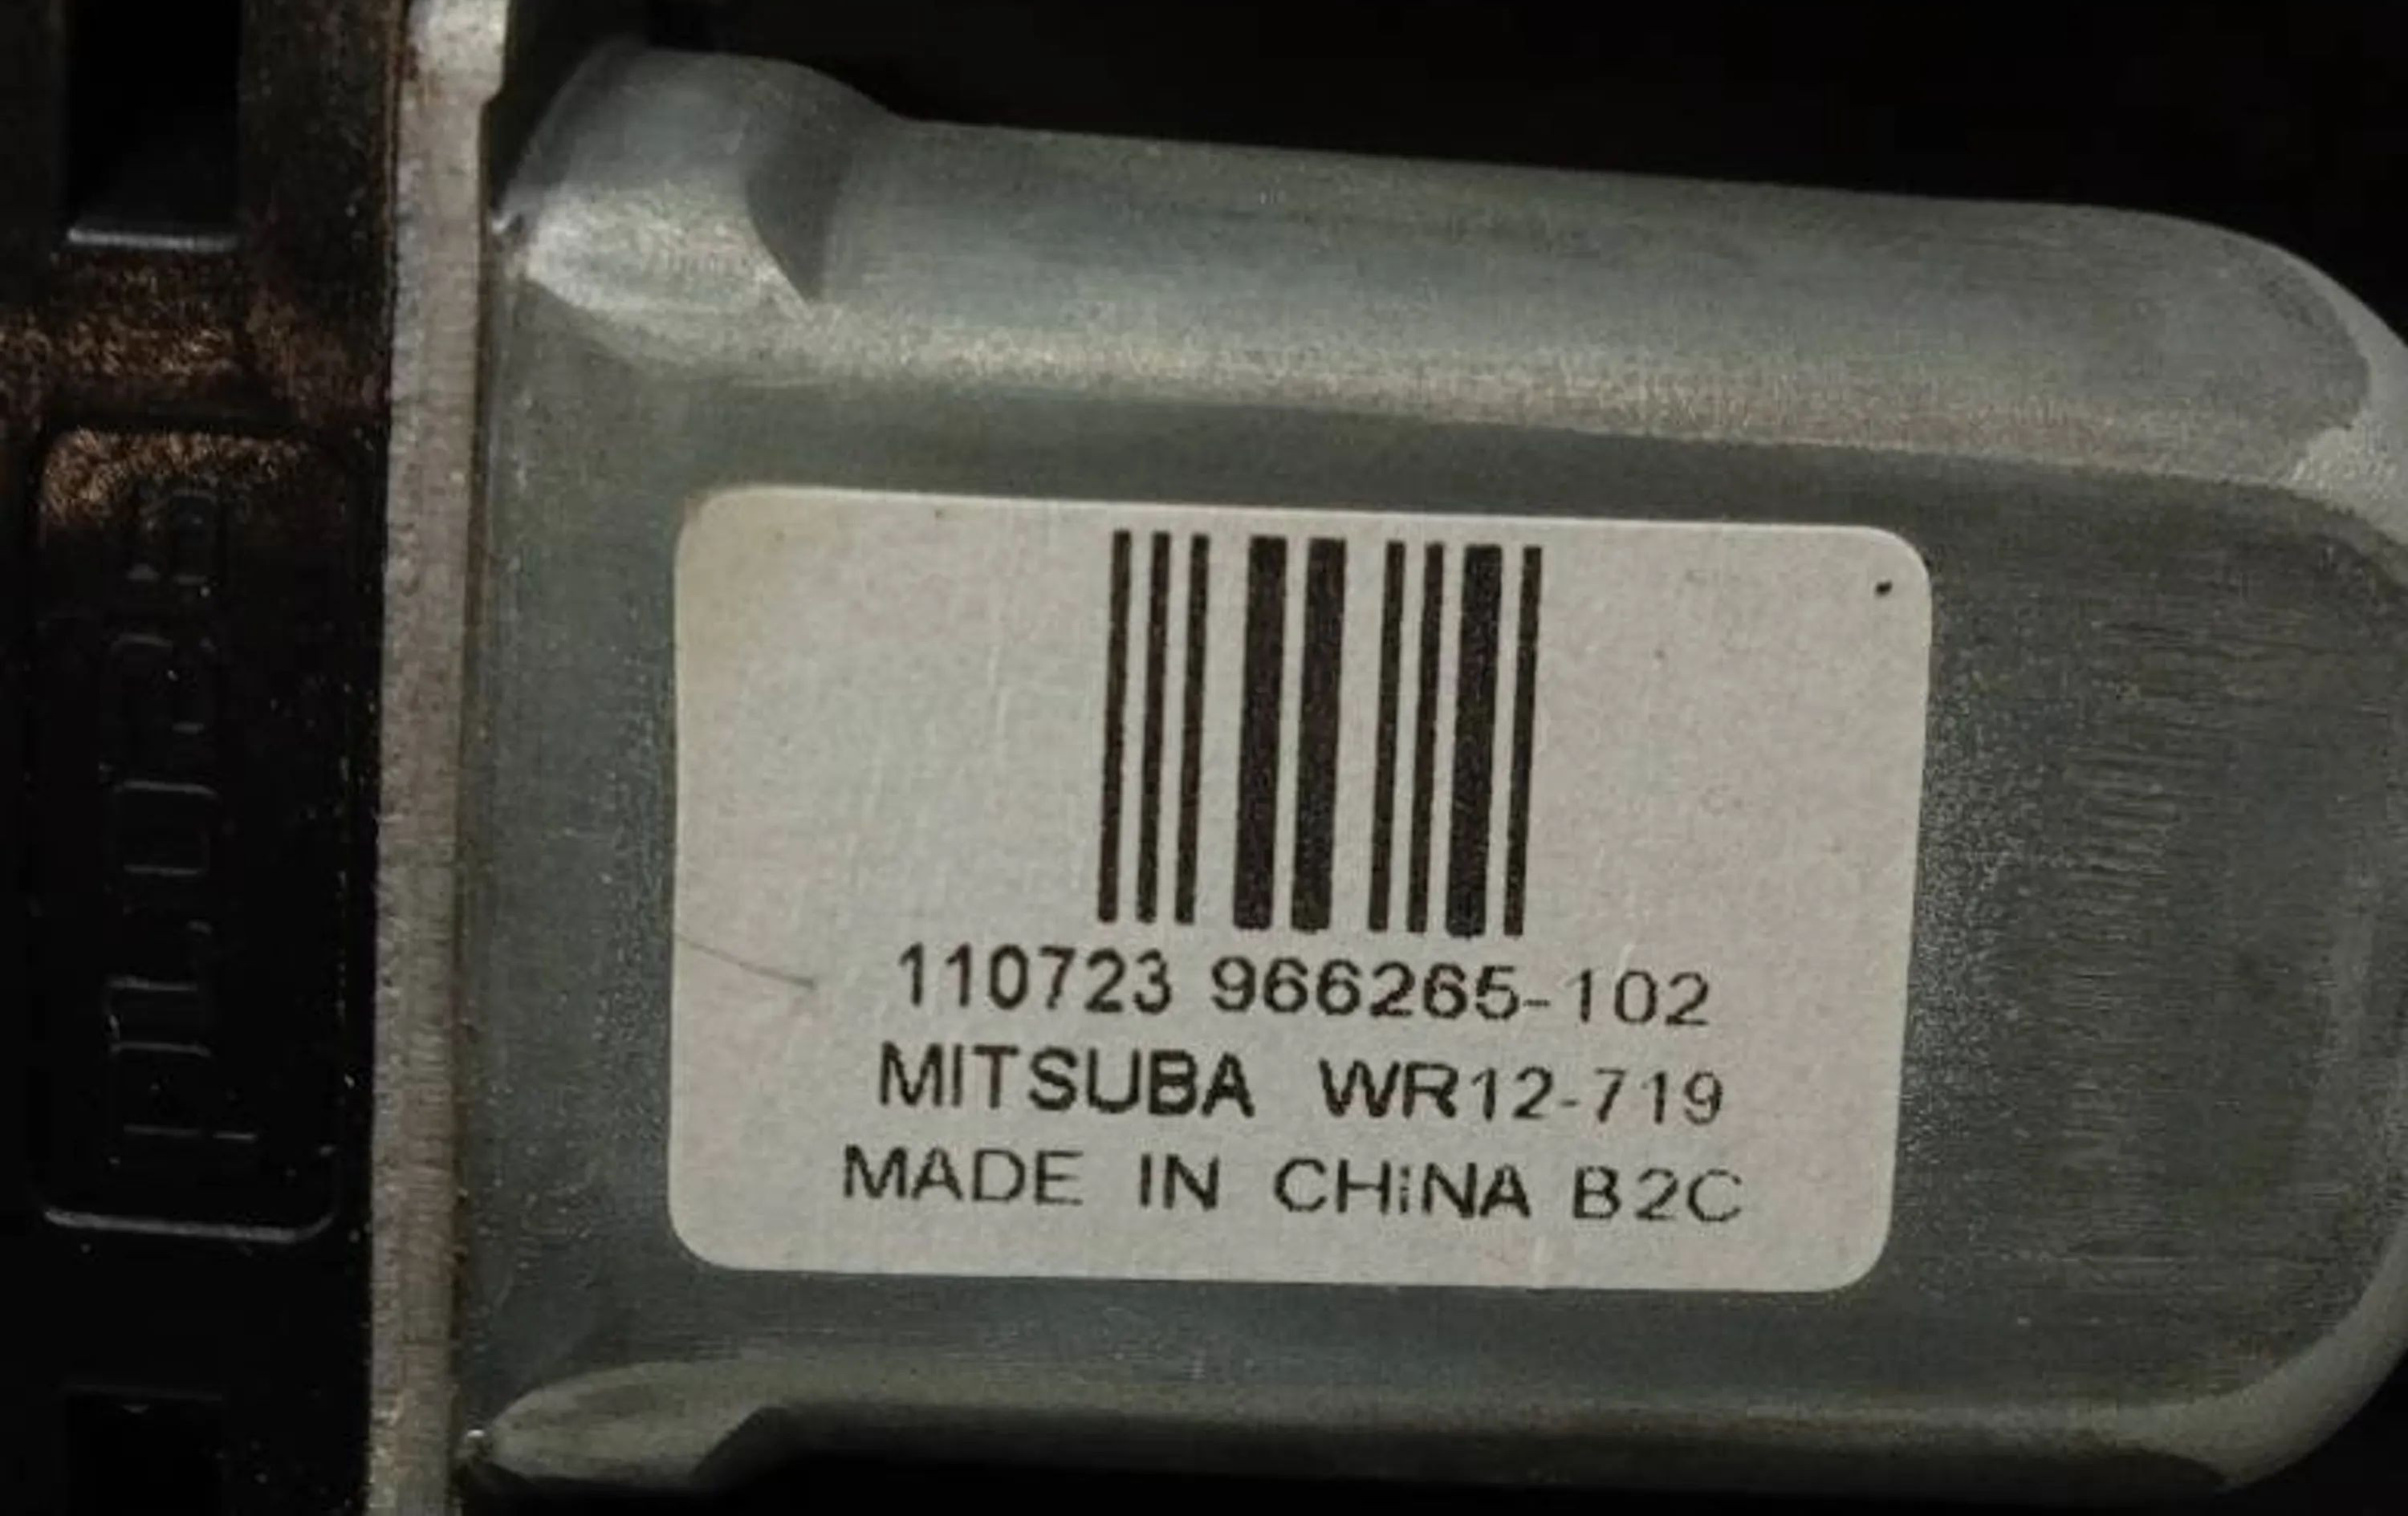 110723 966265-102
MITSUBA WR12-719
MADE IN CHiNA B2C